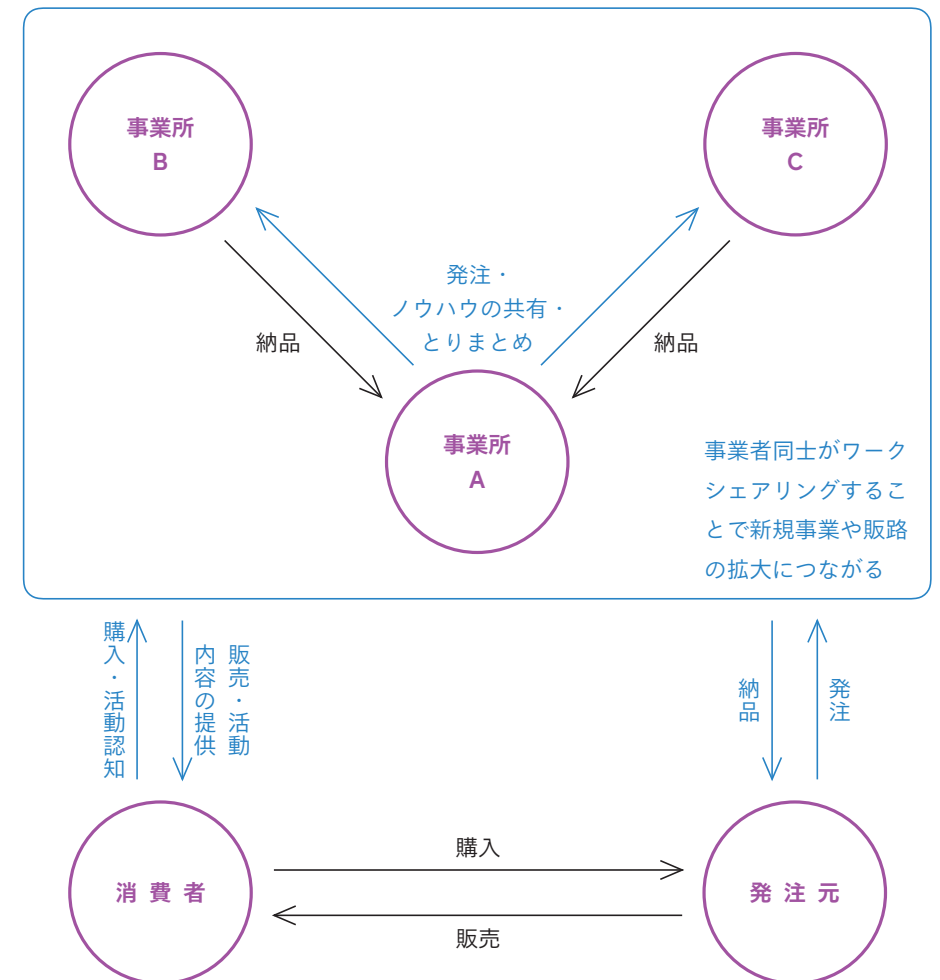 事業所
B
事業所
C
発注・
ノウハウの共有・
とりまとめ
納品
納品
事業所
A
事業者同士がワーク
シェアリングするこ
とで新規事業や販路
の拡大につながる
購入・活動認知
販売・活動
内容の提供
納品
発注
消費者
購入
発注元
販売